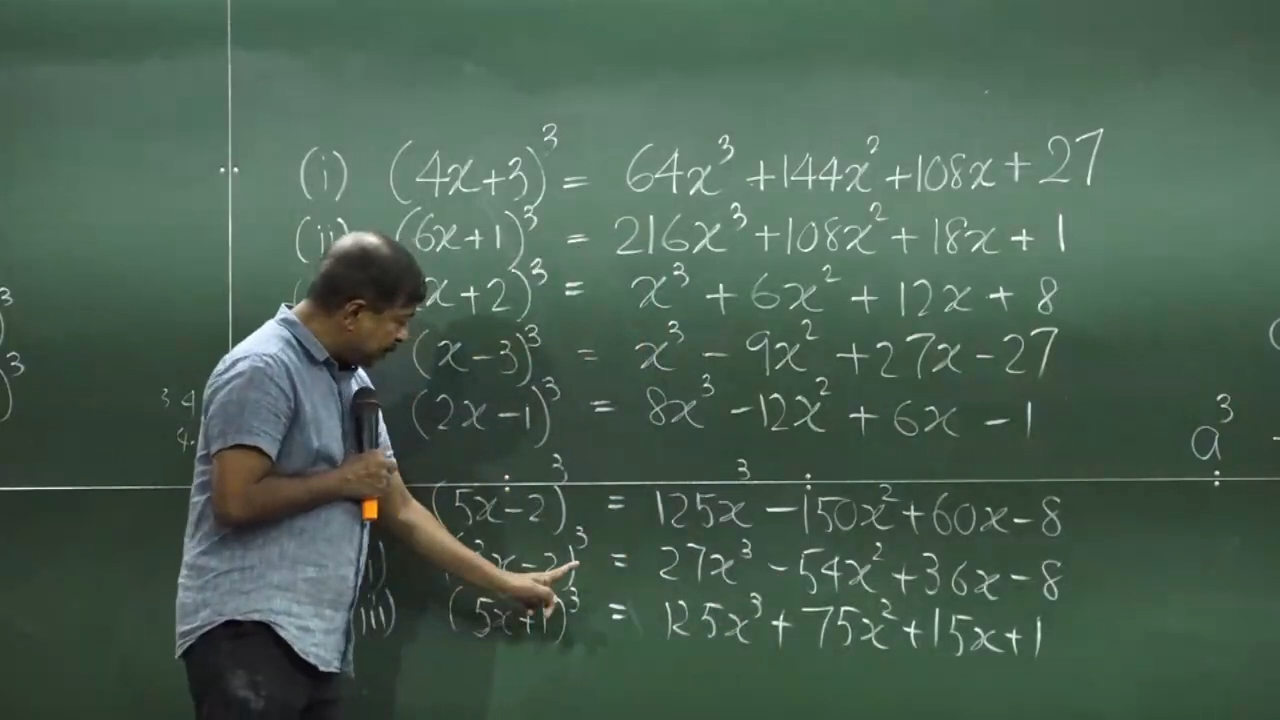 (i) (4x+3)³ = 64x³ +144x² +108x + 27
(ii) (6x+1)³ = 216x³ +108x² + 18x + 1
x+2)³ = x³ + 6x² + 12x + 8
(x-3)³ = x³ - 9x² +27x-27
(2x-1)³ = 8x³ -12x² + 6x -1
(5x-2)³ = 125x³ -150x²+60x-8
= 27x³ -54x² +36x-8
(5x+1)³ = 125x³+75x²+15x+1
a³